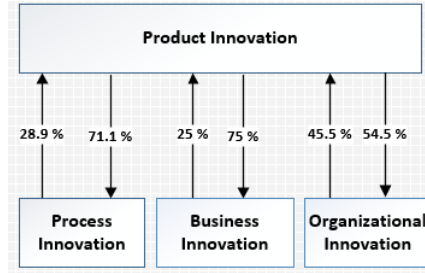 Product Innovation
28.9 % 71.1 % 25 % 75 % 45.5 % 54.5 %
Process Innovation
Business Innovation
Organizational Innovation